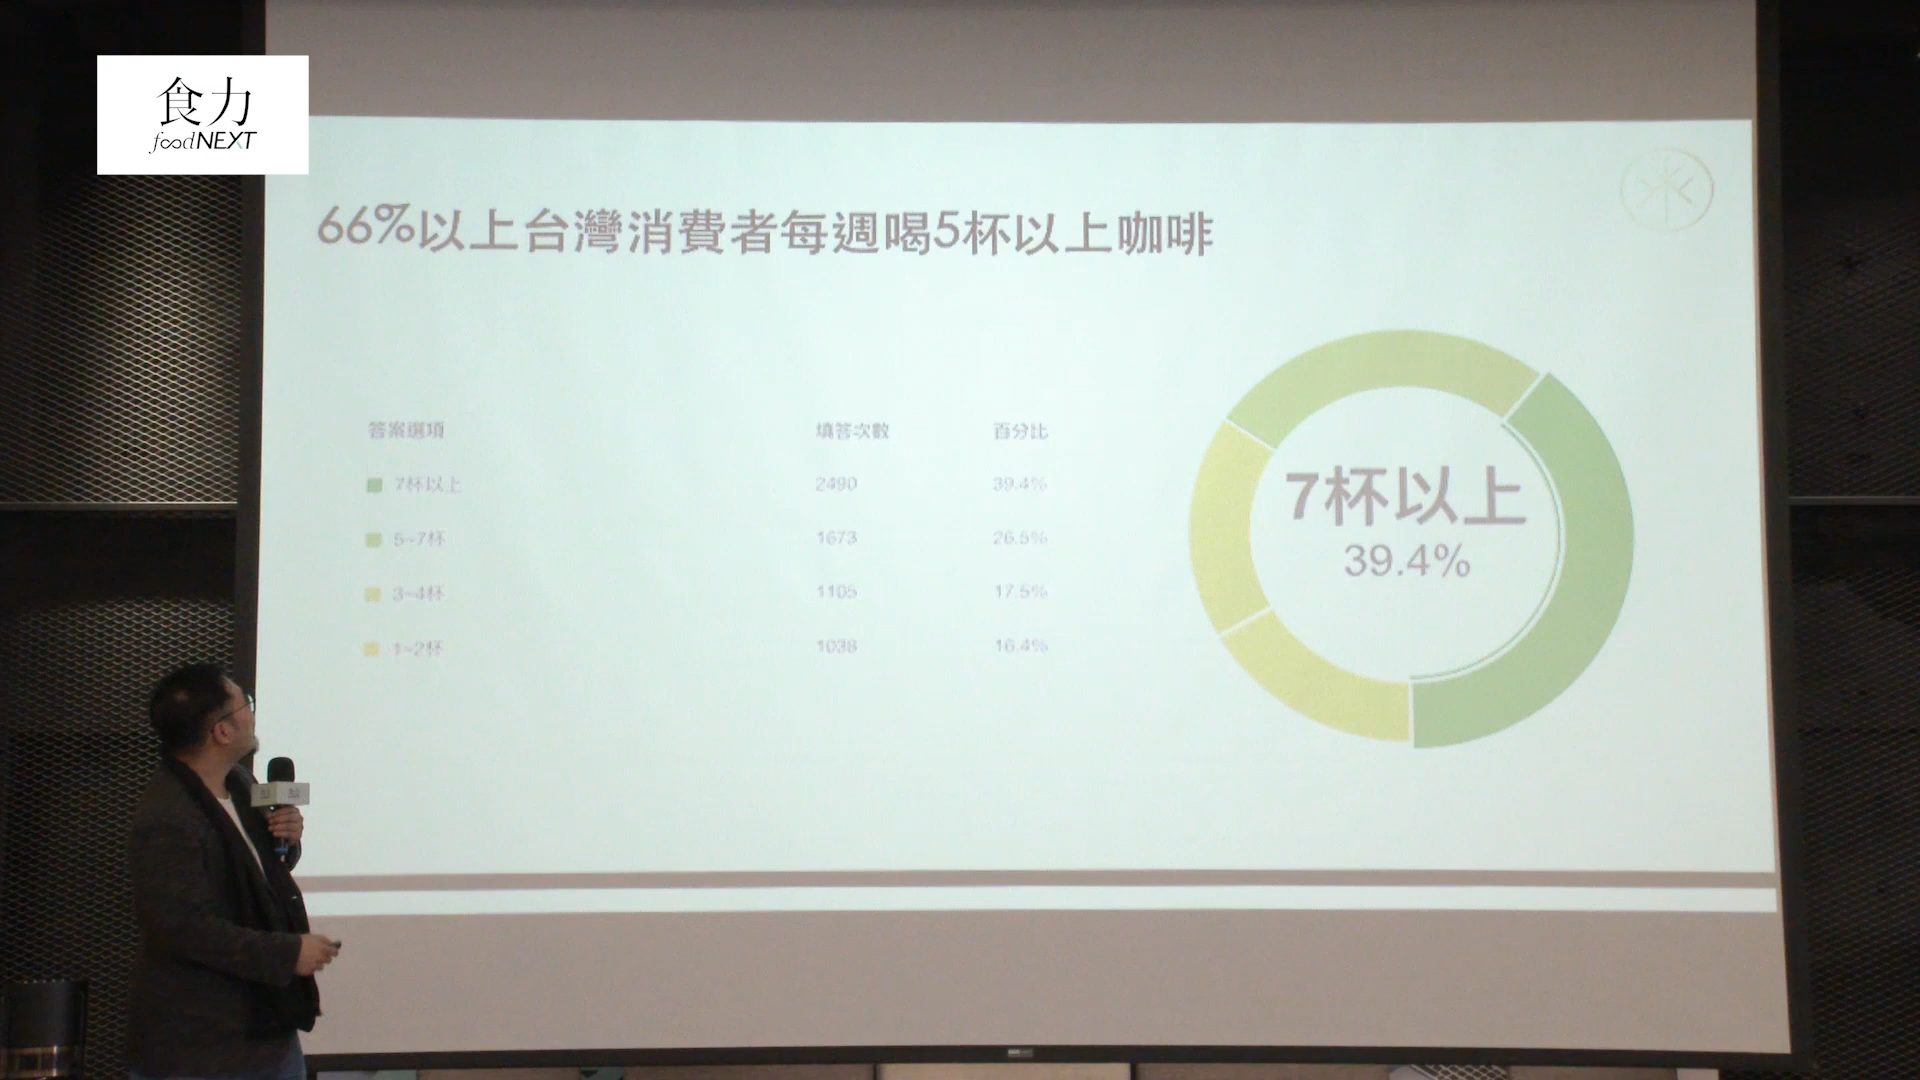 食力
foodNEXT
66%以上台灣消費者每週喝5杯以上咖啡
答案選項 填答次數 百分比
7杯以上 2490 39.4%
5~7杯 1673 26.5%
3~4杯 1105 17.5%
1~2杯 1038 16.4%
7杯以上
39.4%